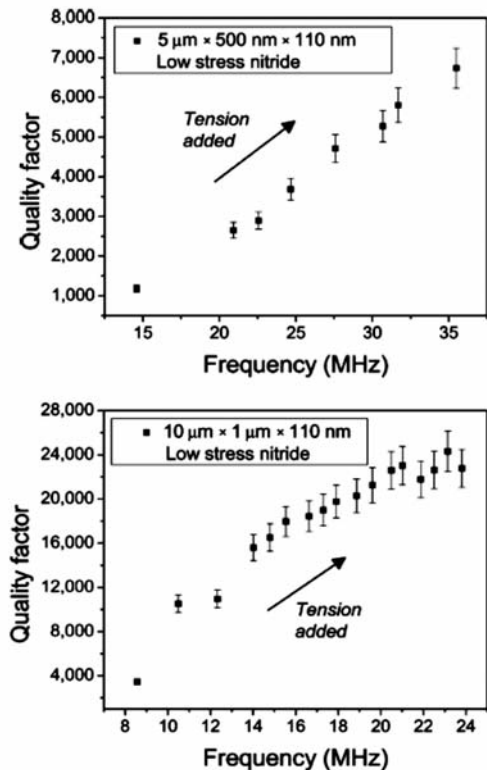 8,000
5 μm × 500 nm × 110 nm
Low stress nitride
7,000
6,000
Tension
added
5,000
4,000
3,000
2,000
1,000
Quality factor
15 20 25 30 35
Frequency (MHz)
28,000
10 μm × 1 μm × 110 nm
Low stress nitride
24,000
20,000
16,000
12,000
8,000
4,000
Quality factor
Tension
added
8 10 12 14 16 18 20 22 24
Frequency (MHz)